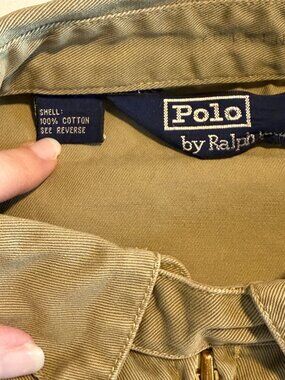 SHELL:
100% COTTON
SEE REVERSE
Polo
by Ralph